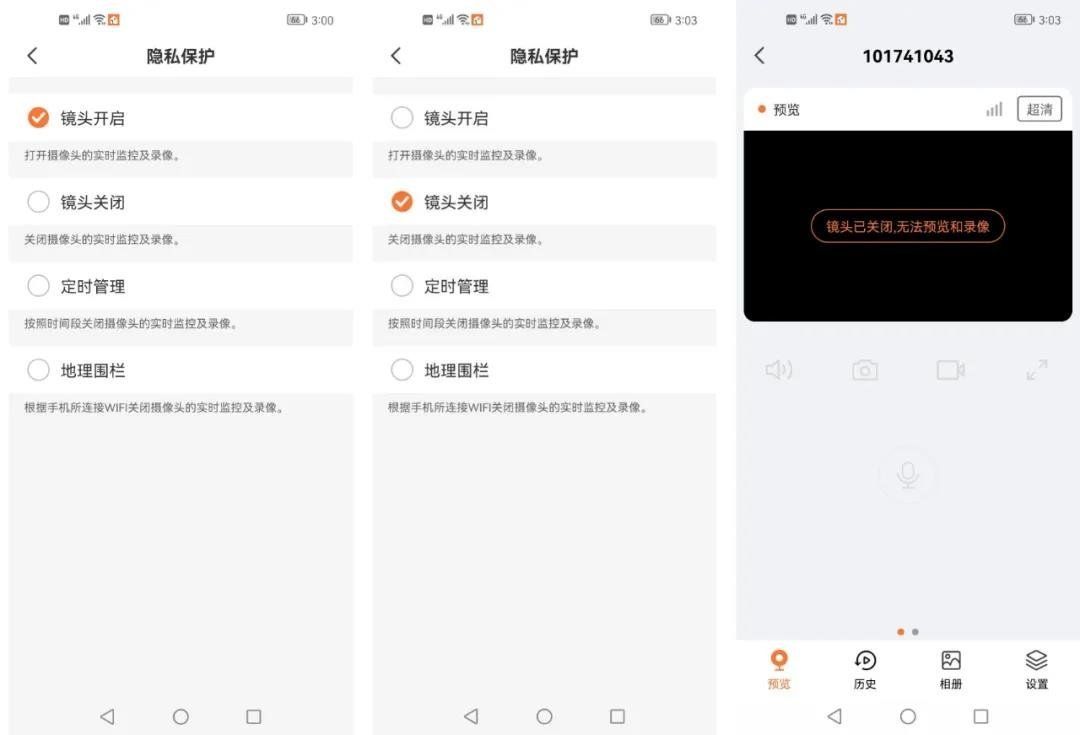 HD 4G 66 3:00
隐私保护
镜头开启
打开摄像头的实时监控及录像。
镜头关闭
关闭摄像头的实时监控及录像。
定时管理
按照时间段关闭摄像头的实时监控及录像。
地理围栏
根据手机所连接WIFI关闭摄像头的实时监控及录像。
HD 4G 66 3:03
隐私保护
镜头开启
打开摄像头的实时监控及录像。
镜头关闭
关闭摄像头的实时监控及录像。
定时管理
按照时间段关闭摄像头的实时监控及录像。
地理围栏
根据手机所连接WIFI关闭摄像头的实时监控及录像。
HD 4G 66 3:03
101741043
预览 超清
镜头已关闭,无法预览和录像
预览 历史 相册 设置